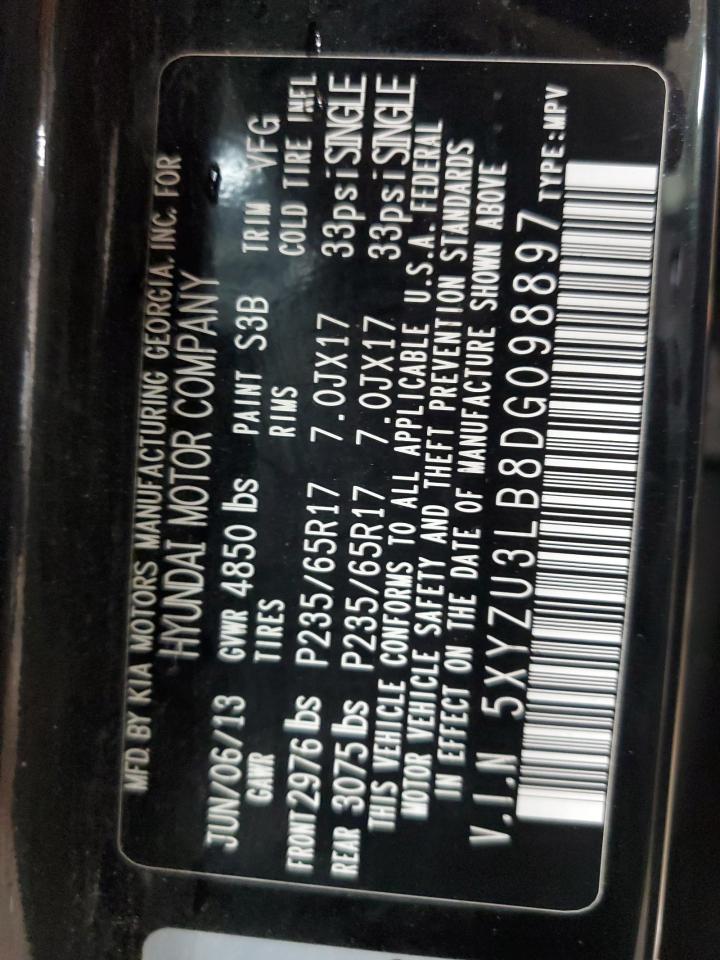 MFD. BY KIA MOTORS MANUFACTURING GEORGIA, INC. FOR
HYUNDAI MOTOR COMPANY
JUN/06/13 GVWR 4850 lbs PAINT S3B TRIM VFG
GAWR TIRES RIMS COLD TIRE INFL
FRONT 2976 lbs P235/65R17 7.0JX17 33psi SINGLE
REAR 3075 lbs P235/65R17 7.0JX17 33psi SINGLE
THIS VEHICLE CONFORMS TO ALL APPLICABLE U.S.A. FEDERAL
MOTOR VEHICLE SAFETY AND THEFT PREVENTION STANDARDS
IN EFFECT ON THE DATE OF MANUFACTURE SHOWN ABOVE
V.I.N 5XYZU3LB8DG098897 TYPE:MPV